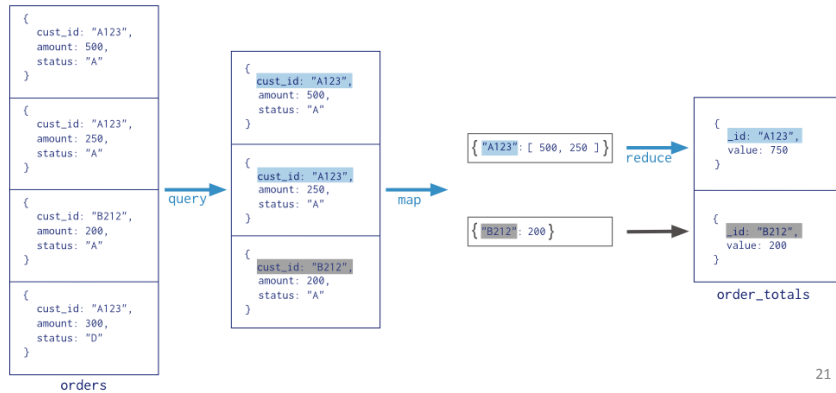 {
cust_id: "A123",
amount: 500,
status: "A"
}
{
cust_id: "A123",
amount: 250,
status: "A"
}
{
cust_id: "B212",
amount: 200,
status: "A"
}
{
cust_id: "A123",
amount: 300,
status: "D"
}
orders
query
{
cust_id: "A123",
amount: 500,
status: "A"
}
{
cust_id: "A123",
amount: 250,
status: "A"
}
{
cust_id: "B212",
amount: 200,
status: "A"
}
map
{ "A123": [ 500, 250 ] }
reduce
{ "B212": 200 }
{
_id: "A123",
value: 750
}
{
_id: "B212",
value: 200
}
order_totals
21